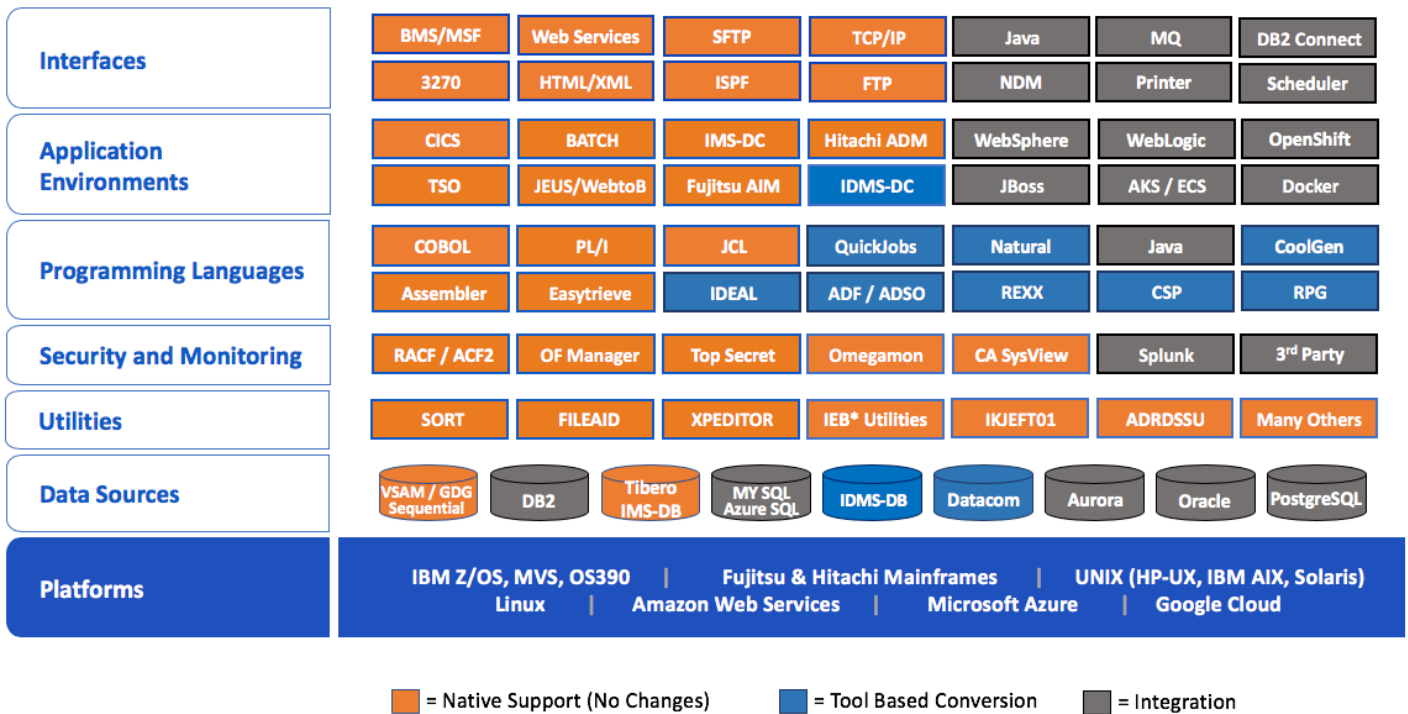 Interfaces
BMS/MSF Web Services SFTP TCP/IP Java MQ DB2 Connect
3270 HTML/XML ISPF FTP NDM Printer Scheduler
Application
Environments
CICS BATCH IMS-DC Hitachi ADM WebSphere WebLogic OpenShift
TSO JEUS/WebtoB Fujitsu AIM IDMS-DC JBoss AKS / ECS Docker
Programming Languages
COBOL PL/I JCL QuickJobs Natural Java CoolGen
Assembler Easytrieve IDEAL ADF / ADSO REXX CSP RPG
Security and Monitoring
RACF / ACF2 OF Manager Top Secret Omegamon CA SysView Splunk 3rd Party
Utilities
SORT FILEAID XPEDITOR IEB* Utilities IKJEFT01 ADRDSSU Many Others
Data Sources
VSAM / GDG
Sequential
DB2
Tibero
IMS-DB
MY SQL
Azure SQL
IDMS-DB
Datacom
Aurora
Oracle
PostgreSQL
Platforms
IBM Z/OS, MVS, OS390 | Fujitsu & Hitachi Mainframes | UNIX (HP-UX, IBM AIX, Solaris)
Linux | Amazon Web Services | Microsoft Azure | Google Cloud
= Native Support (No Changes) = Tool Based Conversion = Integration